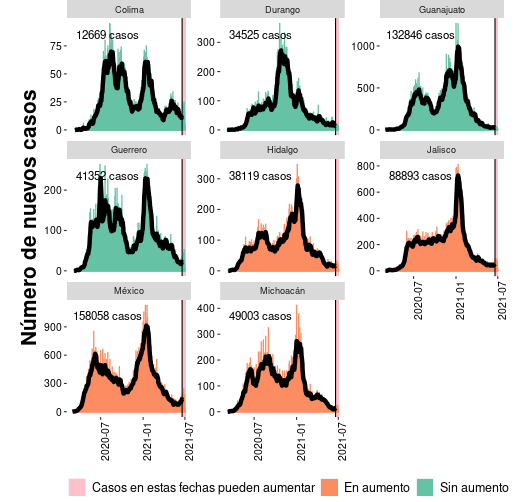 Colima
Durango
Guanajuato
12669 casos
34525 casos
132846 casos
75
50
25
0
300
200
100
0
1000
500
0
Guerrero
Hidalgo
Jalisco
41352 casos
38119 casos
88893 casos
200
100
0
300
200
100
0
800
600
400
200
0
México
Michoacán
158058 casos
49003 casos
900
600
300
0
400
300
200
100
0
2020-07
2021-01
2021-07
2020-07
2021-01
2021-07
2020-07
2021-01
2021-07
Número de nuevos casos
Casos en estas fechas pueden aumentar
En aumento
Sin aumento